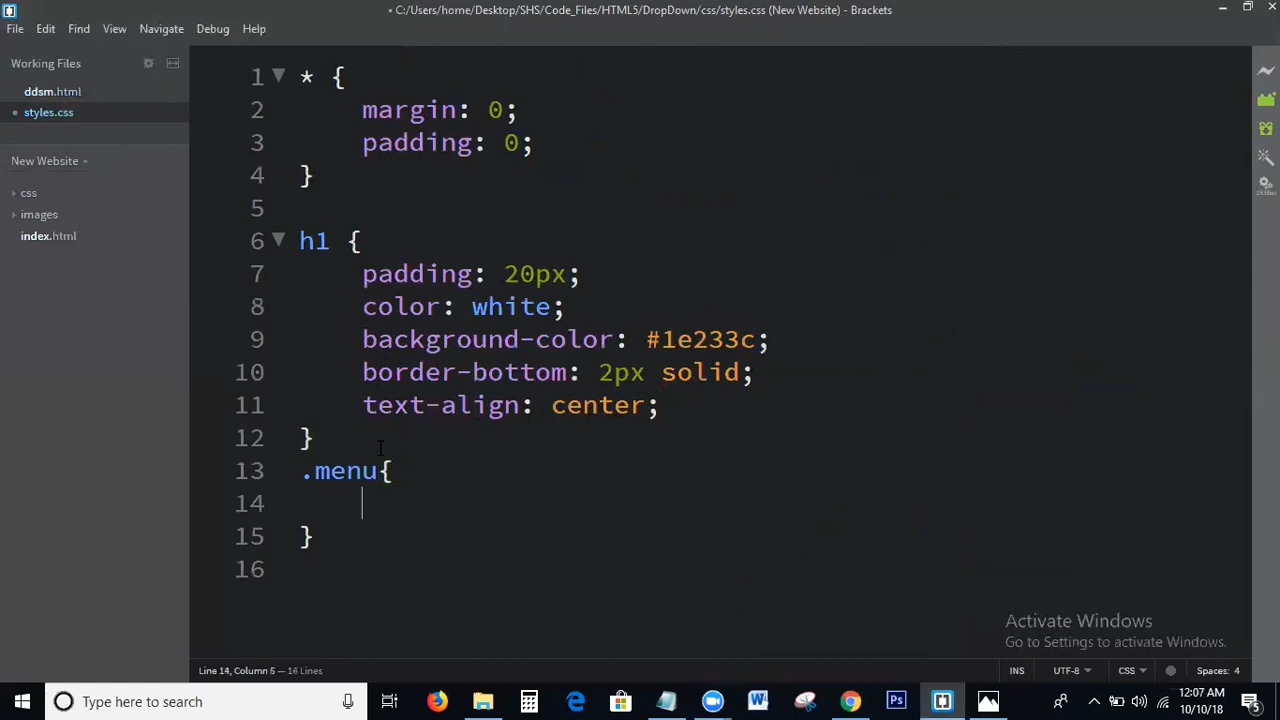 • C:/Users/home/Desktop/SHS/Code_Files/HTML5/DropDown/css/styles.css (New Website) - Brackets
File Edit Find View Navigate Debug Help
Working Files
ddsm.html
styles.css
New Website
css
images
index.html
1 * {
2 margin: 0;
3 padding: 0;
4 }
5
6 h1 {
7 padding: 20px;
8 color: white;
9 background-color: #1e233c;
10 border-bottom: 2px solid;
11 text-align: center;
12 }
13 .menu{
14
15 }
16
Activate Windows
Go to Settings to activate Windows.
Line 14, Column 5 — 16 Lines
INS UTF-8 CSS Spaces: 4
Type here to search
12:07 AM
10/10/18
5